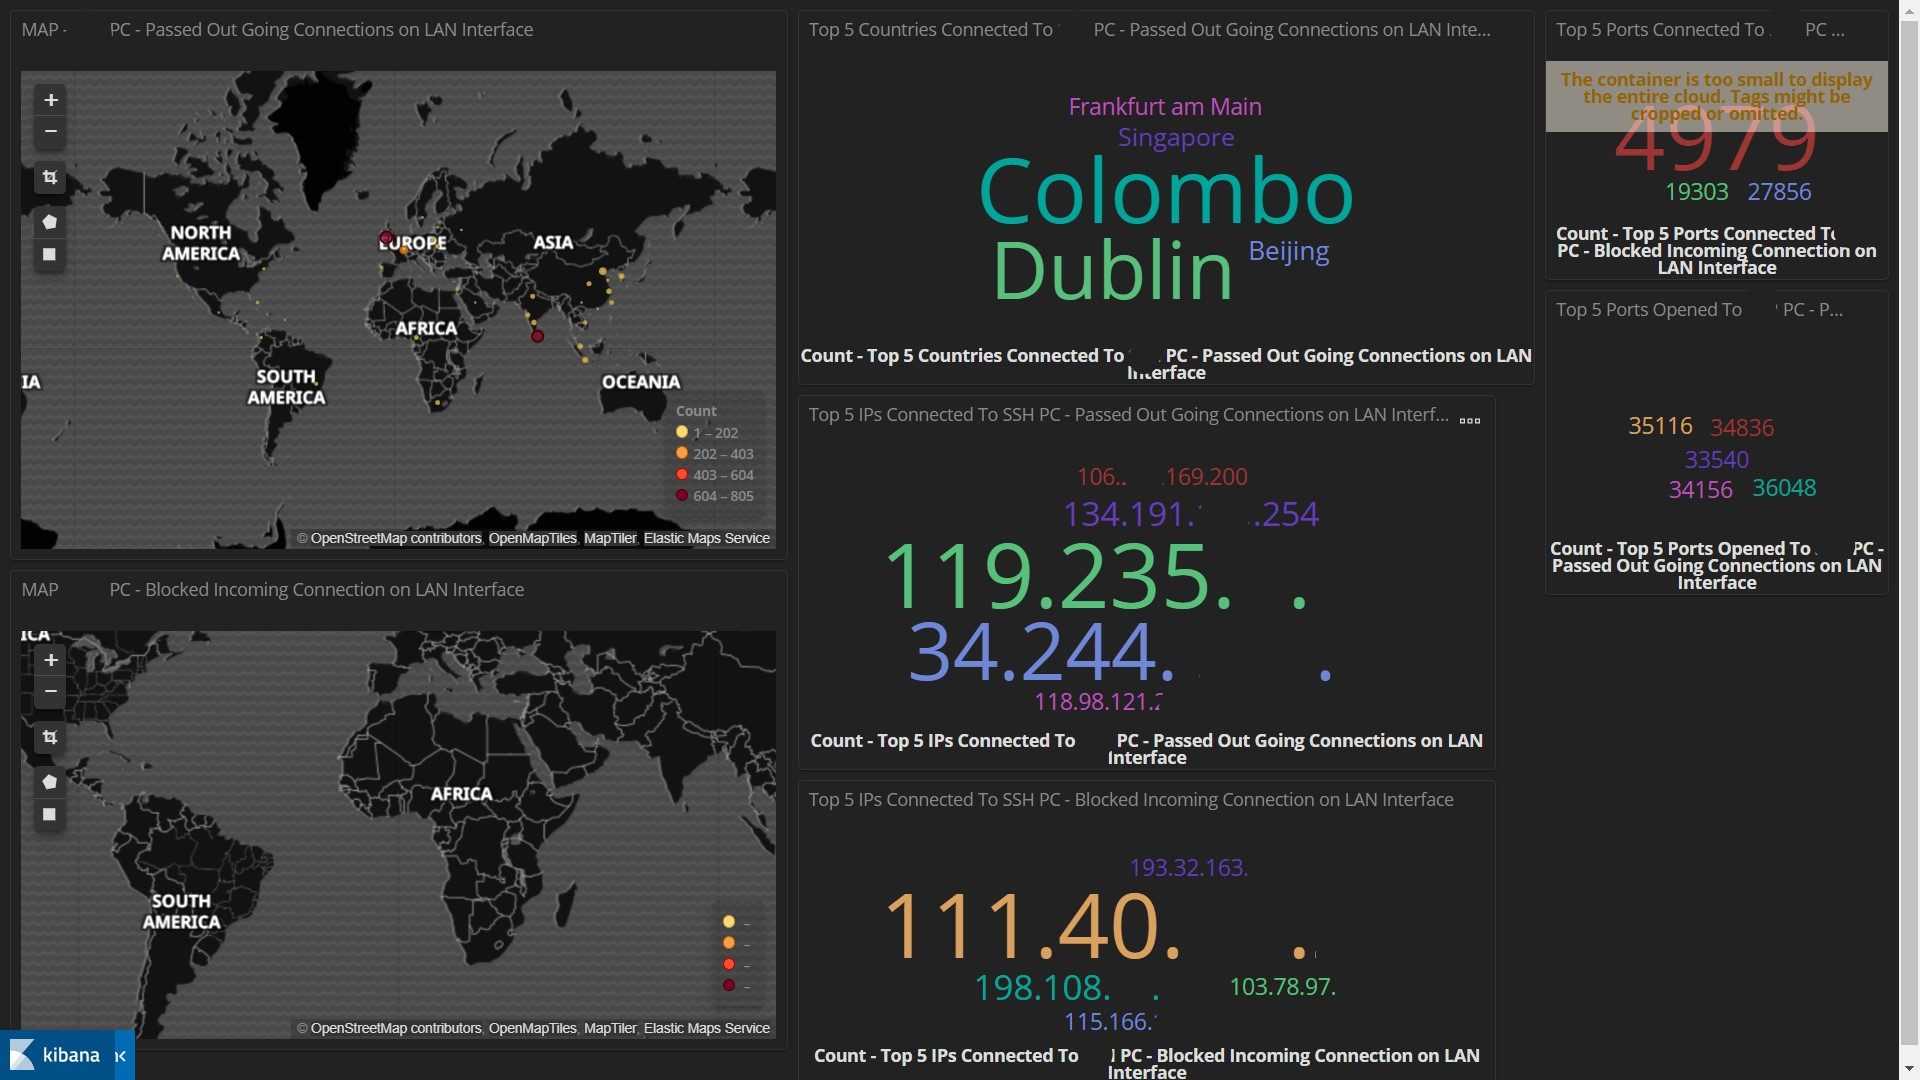 MAP -
PC - Passed Out Going Connections on LAN Interface
NORTH
AMERICA
EUROPE
ASIA
AFRICA
SOUTH
AMERICA
OCEANIA
IA
Count
1 – 202
202 – 403
403 – 604
604 – 805
© OpenStreetMap contributors, OpenMapTiles, MapTiler, Elastic Maps Service
MAP
PC - Blocked Incoming Connection on LAN Interface
ICA
AFRICA
SOUTH
AMERICA
–
–
–
–
© OpenStreetMap contributors, OpenMapTiles, MapTiler, Elastic Maps Service
kibana
Top 5 Countries Connected To
PC - Passed Out Going Connections on LAN Inte...
Frankfurt am Main
Singapore
Colombo
Dublin
Beijing
Count - Top 5 Countries Connected To PC - Passed Out Going Connections on LAN
Interface
Top 5 IPs Connected To SSH PC - Passed Out Going Connections on LAN Interf...
106.. .169.200
134.191. .254
119.235. .
34.244. .
118.98.121.
Count - Top 5 IPs Connected To PC - Passed Out Going Connections on LAN
Interface
Top 5 IPs Connected To SSH PC - Blocked Incoming Connection on LAN Interface
193.32.163.
111.40. .
198.108. .
103.78.97.
115.166.
Count - Top 5 IPs Connected To PC - Blocked Incoming Connection on LAN
Interface
Top 5 Ports Connected To
PC ...
The container is too small to display
the entire cloud. Tags might be
cropped or omitted.
4979
19303 27856
Count - Top 5 Ports Connected To
PC - Blocked Incoming Connection on
LAN Interface
Top 5 Ports Opened To
PC - P...
35116 34836
33540
34156 36048
Count - Top 5 Ports Opened To PC -
Passed Out Going Connections on LAN
Interface